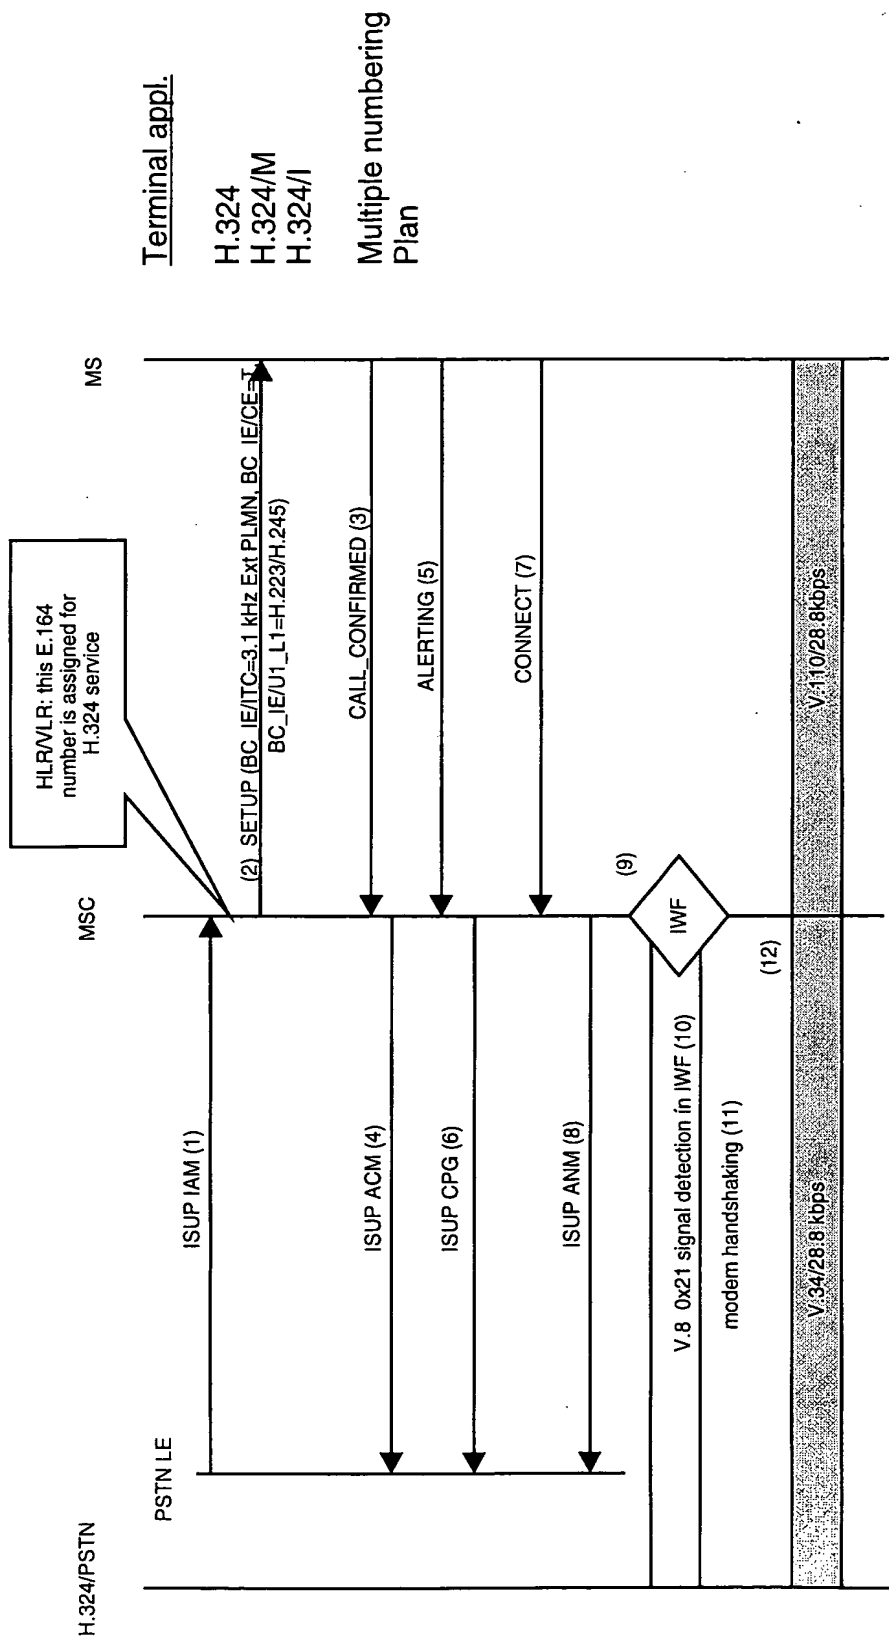 H.324/PSTN
PSTN LE
MSC
MS
HLR/VLR: this E.164
number is assigned for
H.324 service
ISUP IAM (1)
(2) SETUP (BC_IE/ITC=3.1 kHz Ext PLMN, BC_IE/CE=T,
BC_IE/U1_L1=H.223/H.245)
CALL_CONFIRMED (3)
ISUP ACM (4)
ALERTING (5)
ISUP CPG (6)
CONNECT (7)
ISUP ANM (8)
(9)
IWF
V.8 0x21 signal detection in IWF (10)
modem handshaking (11)
(12)
V.34/28.8 kbps
V.110/28.8kbps
Terminal appl.
H.324
H.324/M
H.324/I
Multiple numbering
Plan